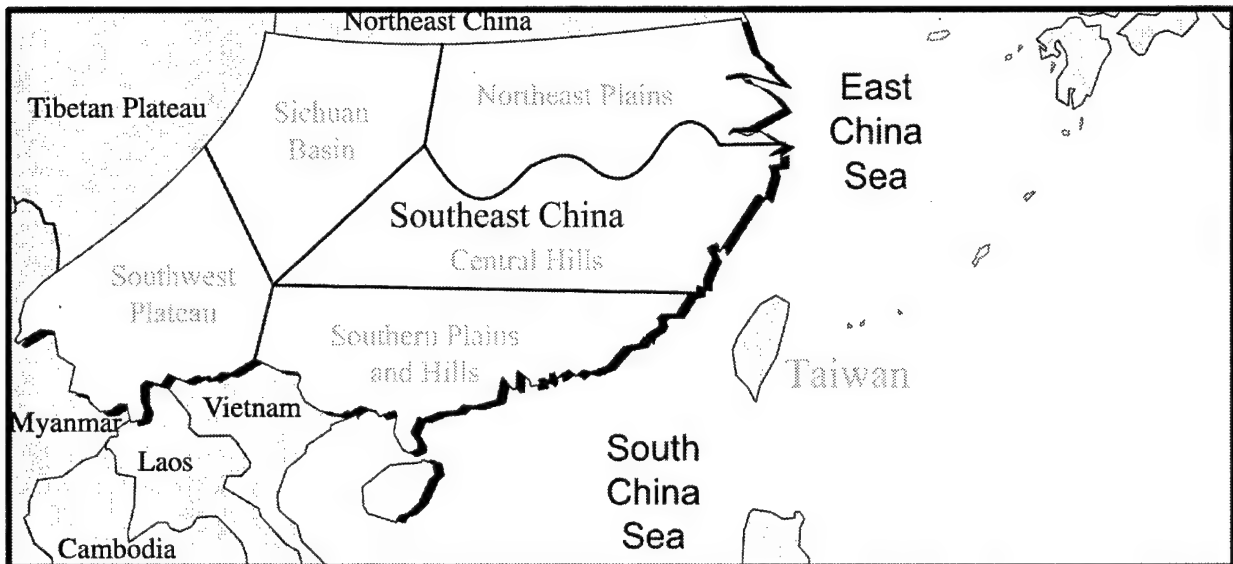 Northeast China
Tibetan Plateau
Sichuan
Basin
Northeast Plains
East
China
Sea
Southeast China
Central Hills
Southwest
Plateau
Southern Plains
and Hills
Taiwan
Myanmar
Vietnam
Laos
Cambodia
South
China
Sea